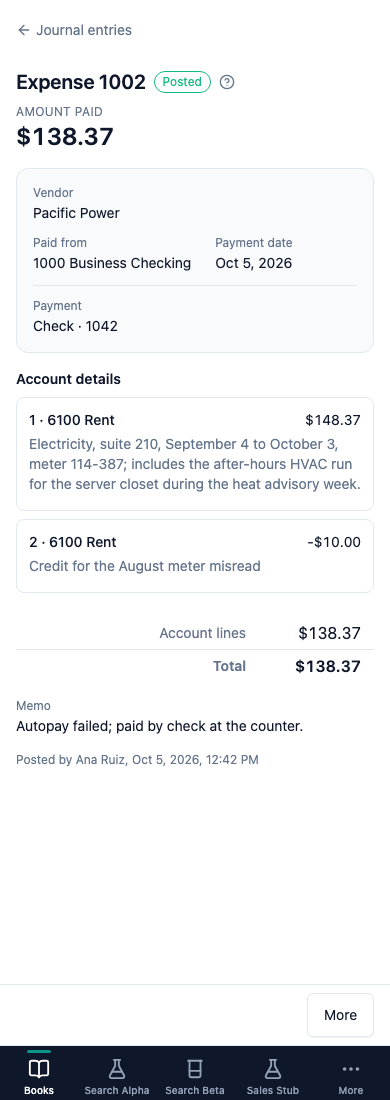 Journal entries
Expense 1002 Posted
AMOUNT PAID
$138.37
Vendor
Pacific Power
Paid from Payment date
1000 Business Checking Oct 5, 2026
Payment
Check · 1042
Account details
1 · 6100 Rent $148.37
Electricity, suite 210, September 4 to October 3,
meter 114-387; includes the after-hours HVAC run
for the server closet during the heat advisory week.
2 · 6100 Rent -$10.00
Credit for the August meter misread
Account lines $138.37
Total $138.37
Memo
Autopay failed; paid by check at the counter.
Posted by Ana Ruiz, Oct 5, 2026, 12:42 PM
More
Books Search Alpha Search Beta Sales Stub More